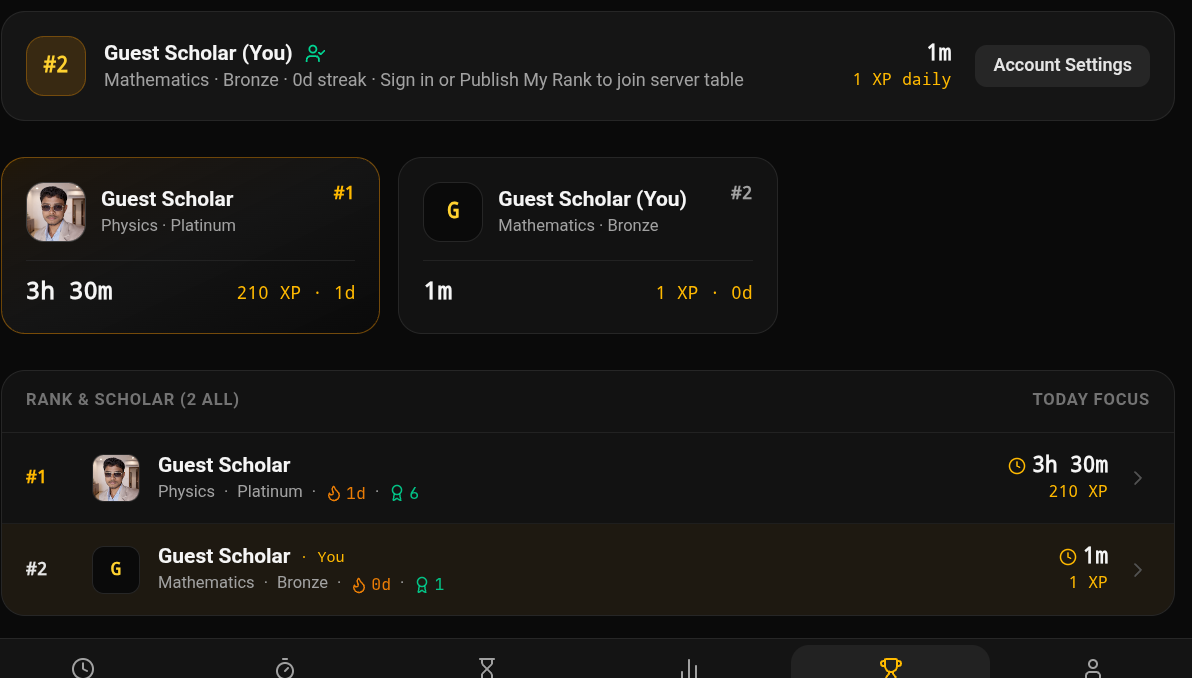 #2
Guest Scholar (You)
Mathematics · Bronze · 0d streak · Sign in or Publish My Rank to join server table
1m
1 XP daily
Account Settings
Guest Scholar
#1
Physics · Platinum
3h 30m
210 XP · 1d
G
Guest Scholar (You)
#2
Mathematics · Bronze
1m
1 XP · 0d
RANK & SCHOLAR (2 ALL)
TODAY FOCUS
#1
Guest Scholar
Physics · Platinum · 1d · 6
3h 30m
210 XP
#2
G
Guest Scholar · You
Mathematics · Bronze · 0d · 1
1m
1 XP